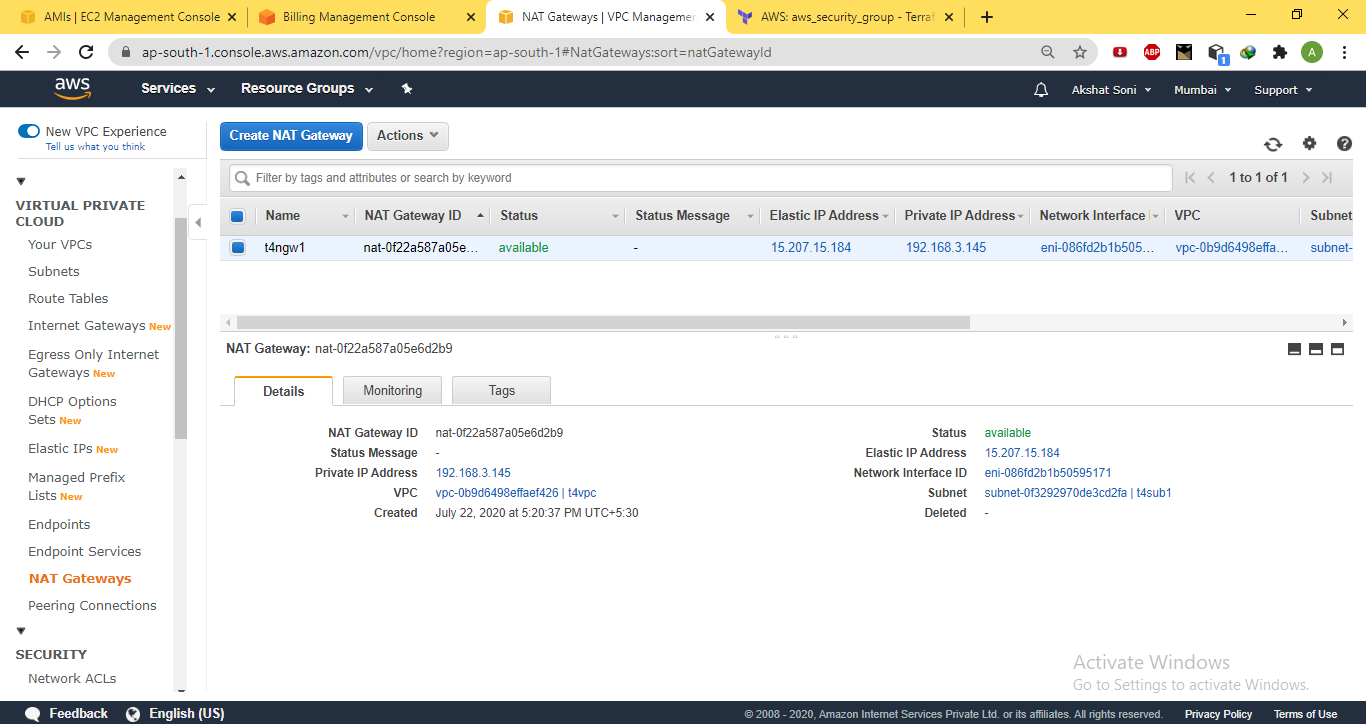 AMIs | EC2 Management Console
Billing Management Console
NAT Gateways | VPC Managemen
AWS: aws_security_group - Terraf
ap-south-1.console.aws.amazon.com/vpc/home?region=ap-south-1#NatGateways:sort=natGatewayId
ABP
1
A
aws
Services
Resource Groups
Akshat Soni
Mumbai
Support
New VPC Experience
Tell us what you think
VIRTUAL PRIVATE
CLOUD
Your VPCs
Subnets
Route Tables
Internet Gateways New
Egress Only Internet
Gateways New
DHCP Options
Sets New
Elastic IPs New
Managed Prefix
Lists New
Endpoints
Endpoint Services
NAT Gateways
Peering Connections
SECURITY
Network ACLs
Create NAT Gateway
Actions
Filter by tags and attributes or search by keyword
1 to 1 of 1
Name NAT Gateway ID Status Status Message Elastic IP Address Private IP Address Network Interface VPC Subnet
t4ngw1 nat-0f22a587a05e... available - 15.207.15.184 192.168.3.145 eni-086fd2b1b505... vpc-0b9d6498effa... subnet-
NAT Gateway: nat-0f22a587a05e6d2b9
Details
Monitoring
Tags
NAT Gateway ID nat-0f22a587a05e6d2b9
Status Message -
Private IP Address 192.168.3.145
VPC vpc-0b9d6498effaef426 | t4vpc
Created July 22, 2020 at 5:20:37 PM UTC+5:30
Status available
Elastic IP Address 15.207.15.184
Network Interface ID eni-086fd2b1b50595171
Subnet subnet-0f3292970de3cd2fa | t4sub1
Deleted -
Activate Windows
Go to Settings to activate Windows.
Feedback
English (US)
© 2008 - 2020, Amazon Internet Services Private Ltd. or its affiliates. All rights reserved.
Privacy Policy
Terms of Use